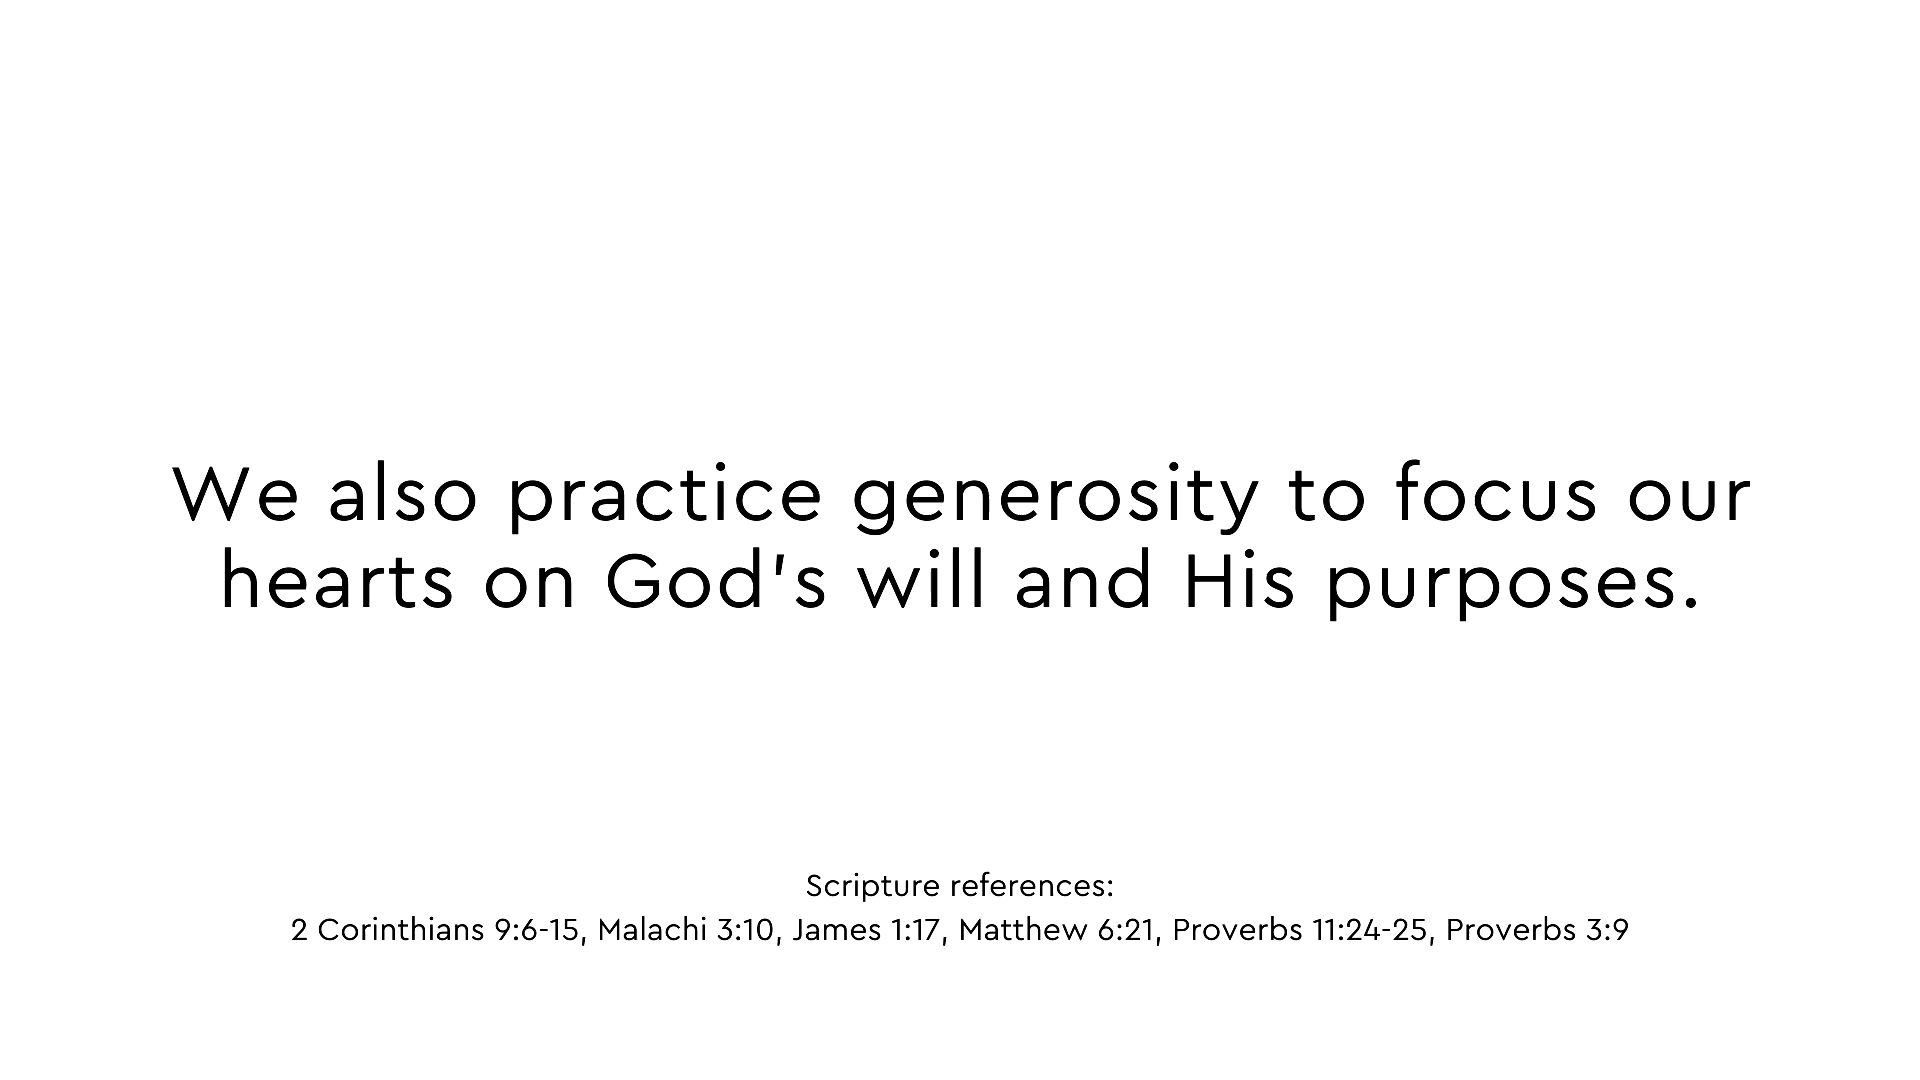 We also practice generosity to focus our
hearts on God's will and His purposes.
Scripture references:
2 Corinthians 9:6-15, Malachi 3:10, James 1:17, Matthew 6:21, Proverbs 11:24-25, Proverbs 3:9